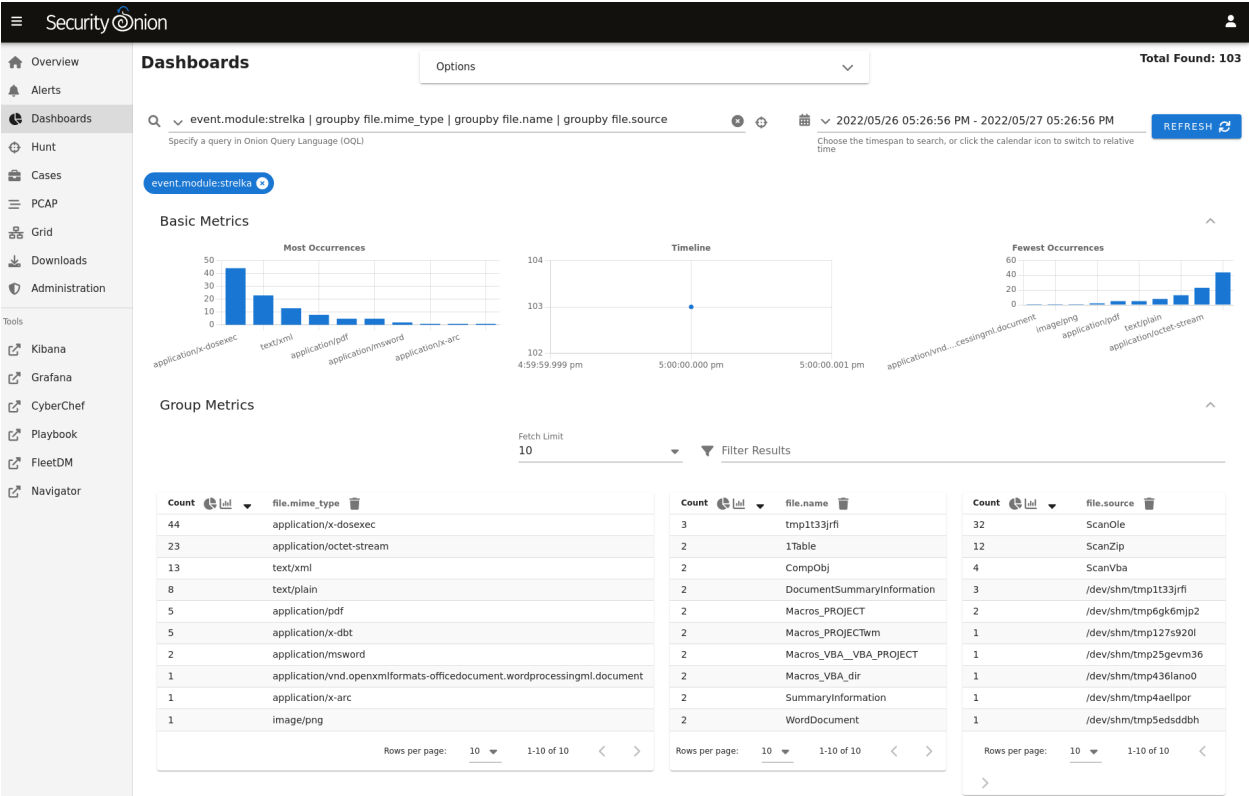 Security Onion
Overview
Alerts
Dashboards
Hunt
Cases
PCAP
Grid
Downloads
Administration
Tools
Kibana
Grafana
CyberChef
Playbook
FleetDM
Navigator
Dashboards
Options
Total Found: 103
event.module:strelka | groupby file.mime_type | groupby file.name | groupby file.source
Specify a query in Onion Query Language (OQL)
2022/05/26 05:26:56 PM - 2022/05/27 05:26:56 PM
Choose the timespan to search, or click the calendar icon to switch to relative
time
REFRESH
event.module:strelka
Basic Metrics
Most Occurrences
50
40
30
20
10
0
application/x-dosexec
text/xml
application/pdf
application/msword
application/x-arc
Timeline
104
103
102
4:59:59.999 pm
5:00:00.000 pm
5:00:00.001 pm
Fewest Occurrences
60
40
20
0
application/vnd....cessingml.document
image/png
application/pdf
text/plain
application/octet-stream
Group Metrics
Fetch Limit
10
Filter Results
Count file.mime_type
44 application/x-dosexec
23 application/octet-stream
13 text/xml
8 text/plain
5 application/pdf
5 application/x-dbt
2 application/msword
1 application/vnd.openxmlformats-officedocument.wordprocessingml.document
1 application/x-arc
1 image/png
Rows per page: 10 1-10 of 10
Count file.name
3 tmp1t33jrfi
2 1Table
2 CompObj
2 DocumentSummaryInformation
2 Macros_PROJECT
2 Macros_PROJECTwm
2 Macros_VBA__VBA_PROJECT
2 Macros_VBA_dir
2 SummaryInformation
2 WordDocument
Rows per page: 10 1-10 of 10
Count file.source
32 ScanOle
12 ScanZip
4 ScanVba
3 /dev/shm/tmp1t33jrfi
2 /dev/shm/tmp6gk6mjp2
1 /dev/shm/tmp127s920l
1 /dev/shm/tmp25gevm36
1 /dev/shm/tmp436lano0
1 /dev/shm/tmp4aellpor
1 /dev/shm/tmp5edsddbh
Rows per page: 10 1-10 of 10